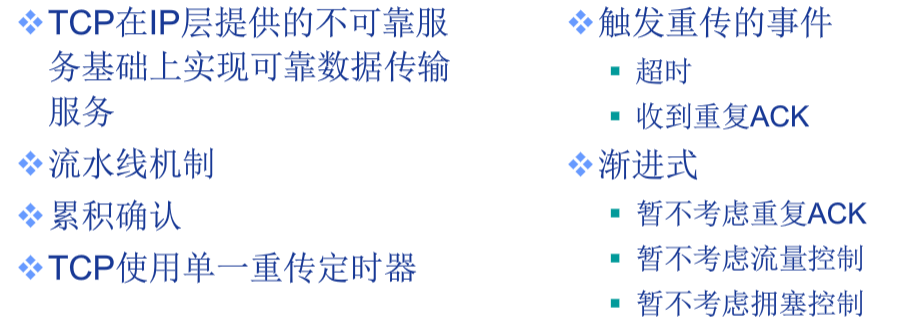 TCP在IP层提供的不可靠服
务基础上实现可靠数据传输
服务
流水线机制
累积确认
TCP使用单一重传定时器
触发重传的事件
超时
收到重复ACK
渐进式
暂不考虑重复ACK
暂不考虑流量控制
暂不考虑拥塞控制